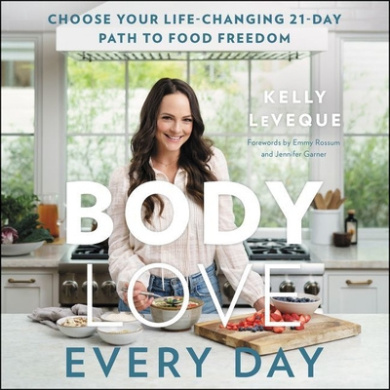 CHOOSE YOUR LIFE-CHANGING 21-DAY
PATH TO FOOD FREEDOM
KELLY
LEVEQUE
Forewords by Emmy Rossum
and Jennifer Garner
BODY
LOVE
EVERY DAY